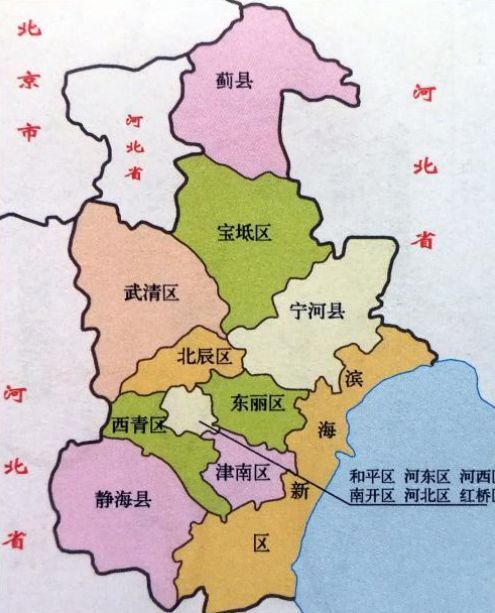 北京市
河北省
蓟县
河北省
宝坻区
武清区
宁河县
北辰区
滨海新区
东丽区
西青区
河北省
津南区
静海县
和平区 河东区 河西区
南开区 河北区 红桥区